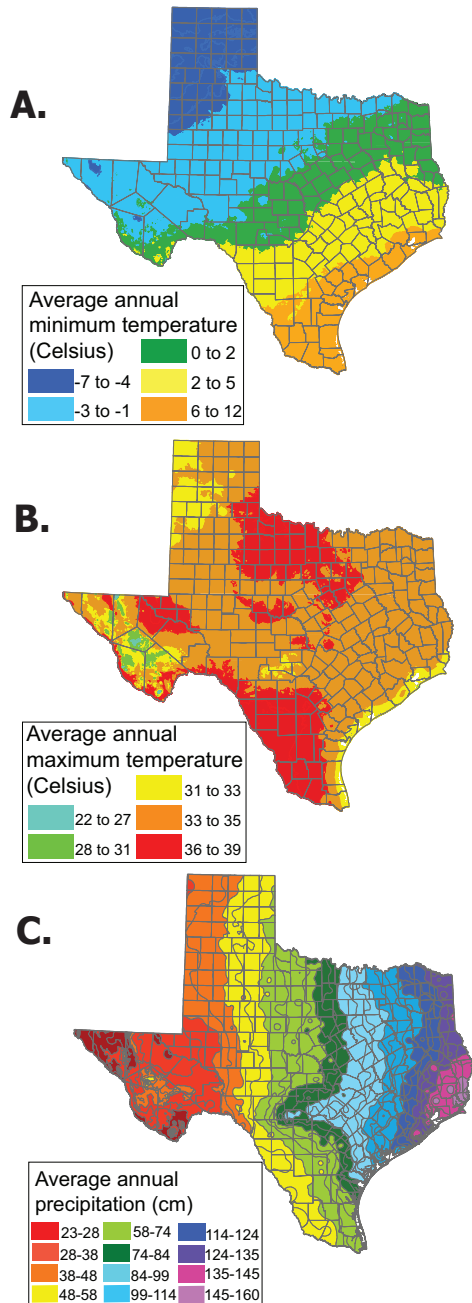 A.
Average annual
minimum temperature
(Celsius)
-7 to -4
-3 to -1
0 to 2
2 to 5
6 to 12
B.
Average annual
maximum temperature
(Celsius)
22 to 27
28 to 31
31 to 33
33 to 35
36 to 39
C.
Average annual
precipitation (cm)
23-28
28-38
38-48
48-58
58-74
74-84
84-99
99-114
114-124
124-135
135-145
145-160